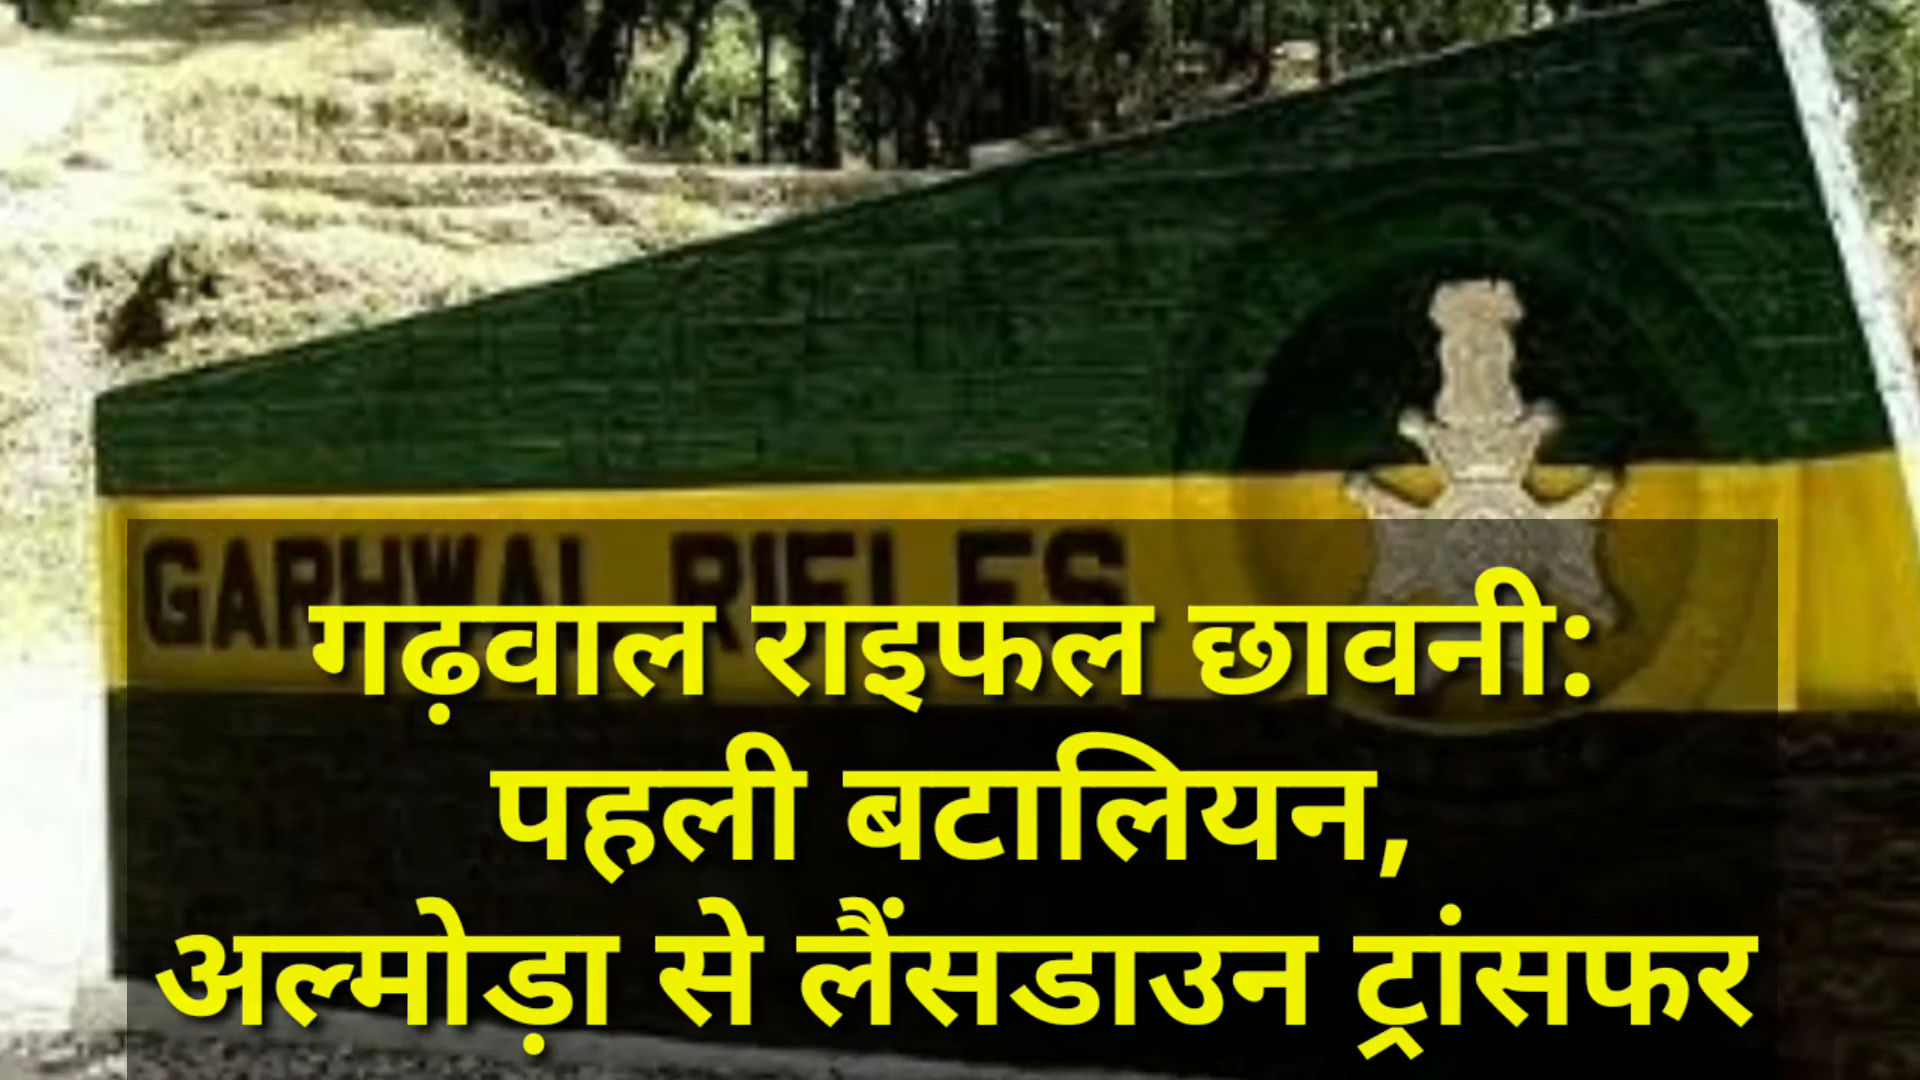 GARHWAL RIFLES
गढ़वाल राइफल छावनी:
पहली बटालियन,
अल्मोड़ा से लैंसडाउन ट्रांसफर